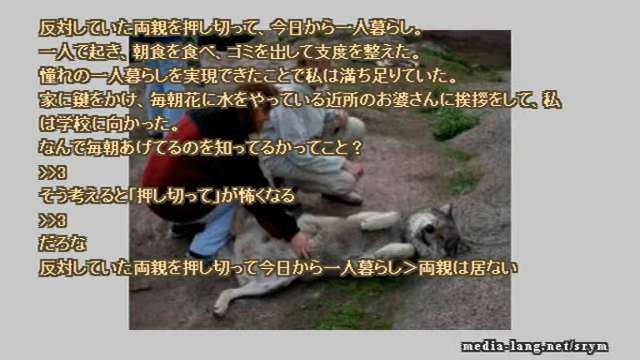 反対していた両親を押し切って、今日から一人暮らし。
一人で起き、朝食を食べ、ゴミを出して支度を整えた。
憧れの一人暮らしを実現できたことで私は満ち足りていた。
家に鍵をかけ、毎朝花に水をやっている近所のお婆さんに挨拶をして、私
は学校に向かった。
なんで毎朝あげてるのを知ってるかってこと？
>>3
そう考えると「押し切って」が怖くなる
>>3
だろな
反対していた両親を押し切って今日から一人暮らし＞両親は居ない
media-lang.net/srym